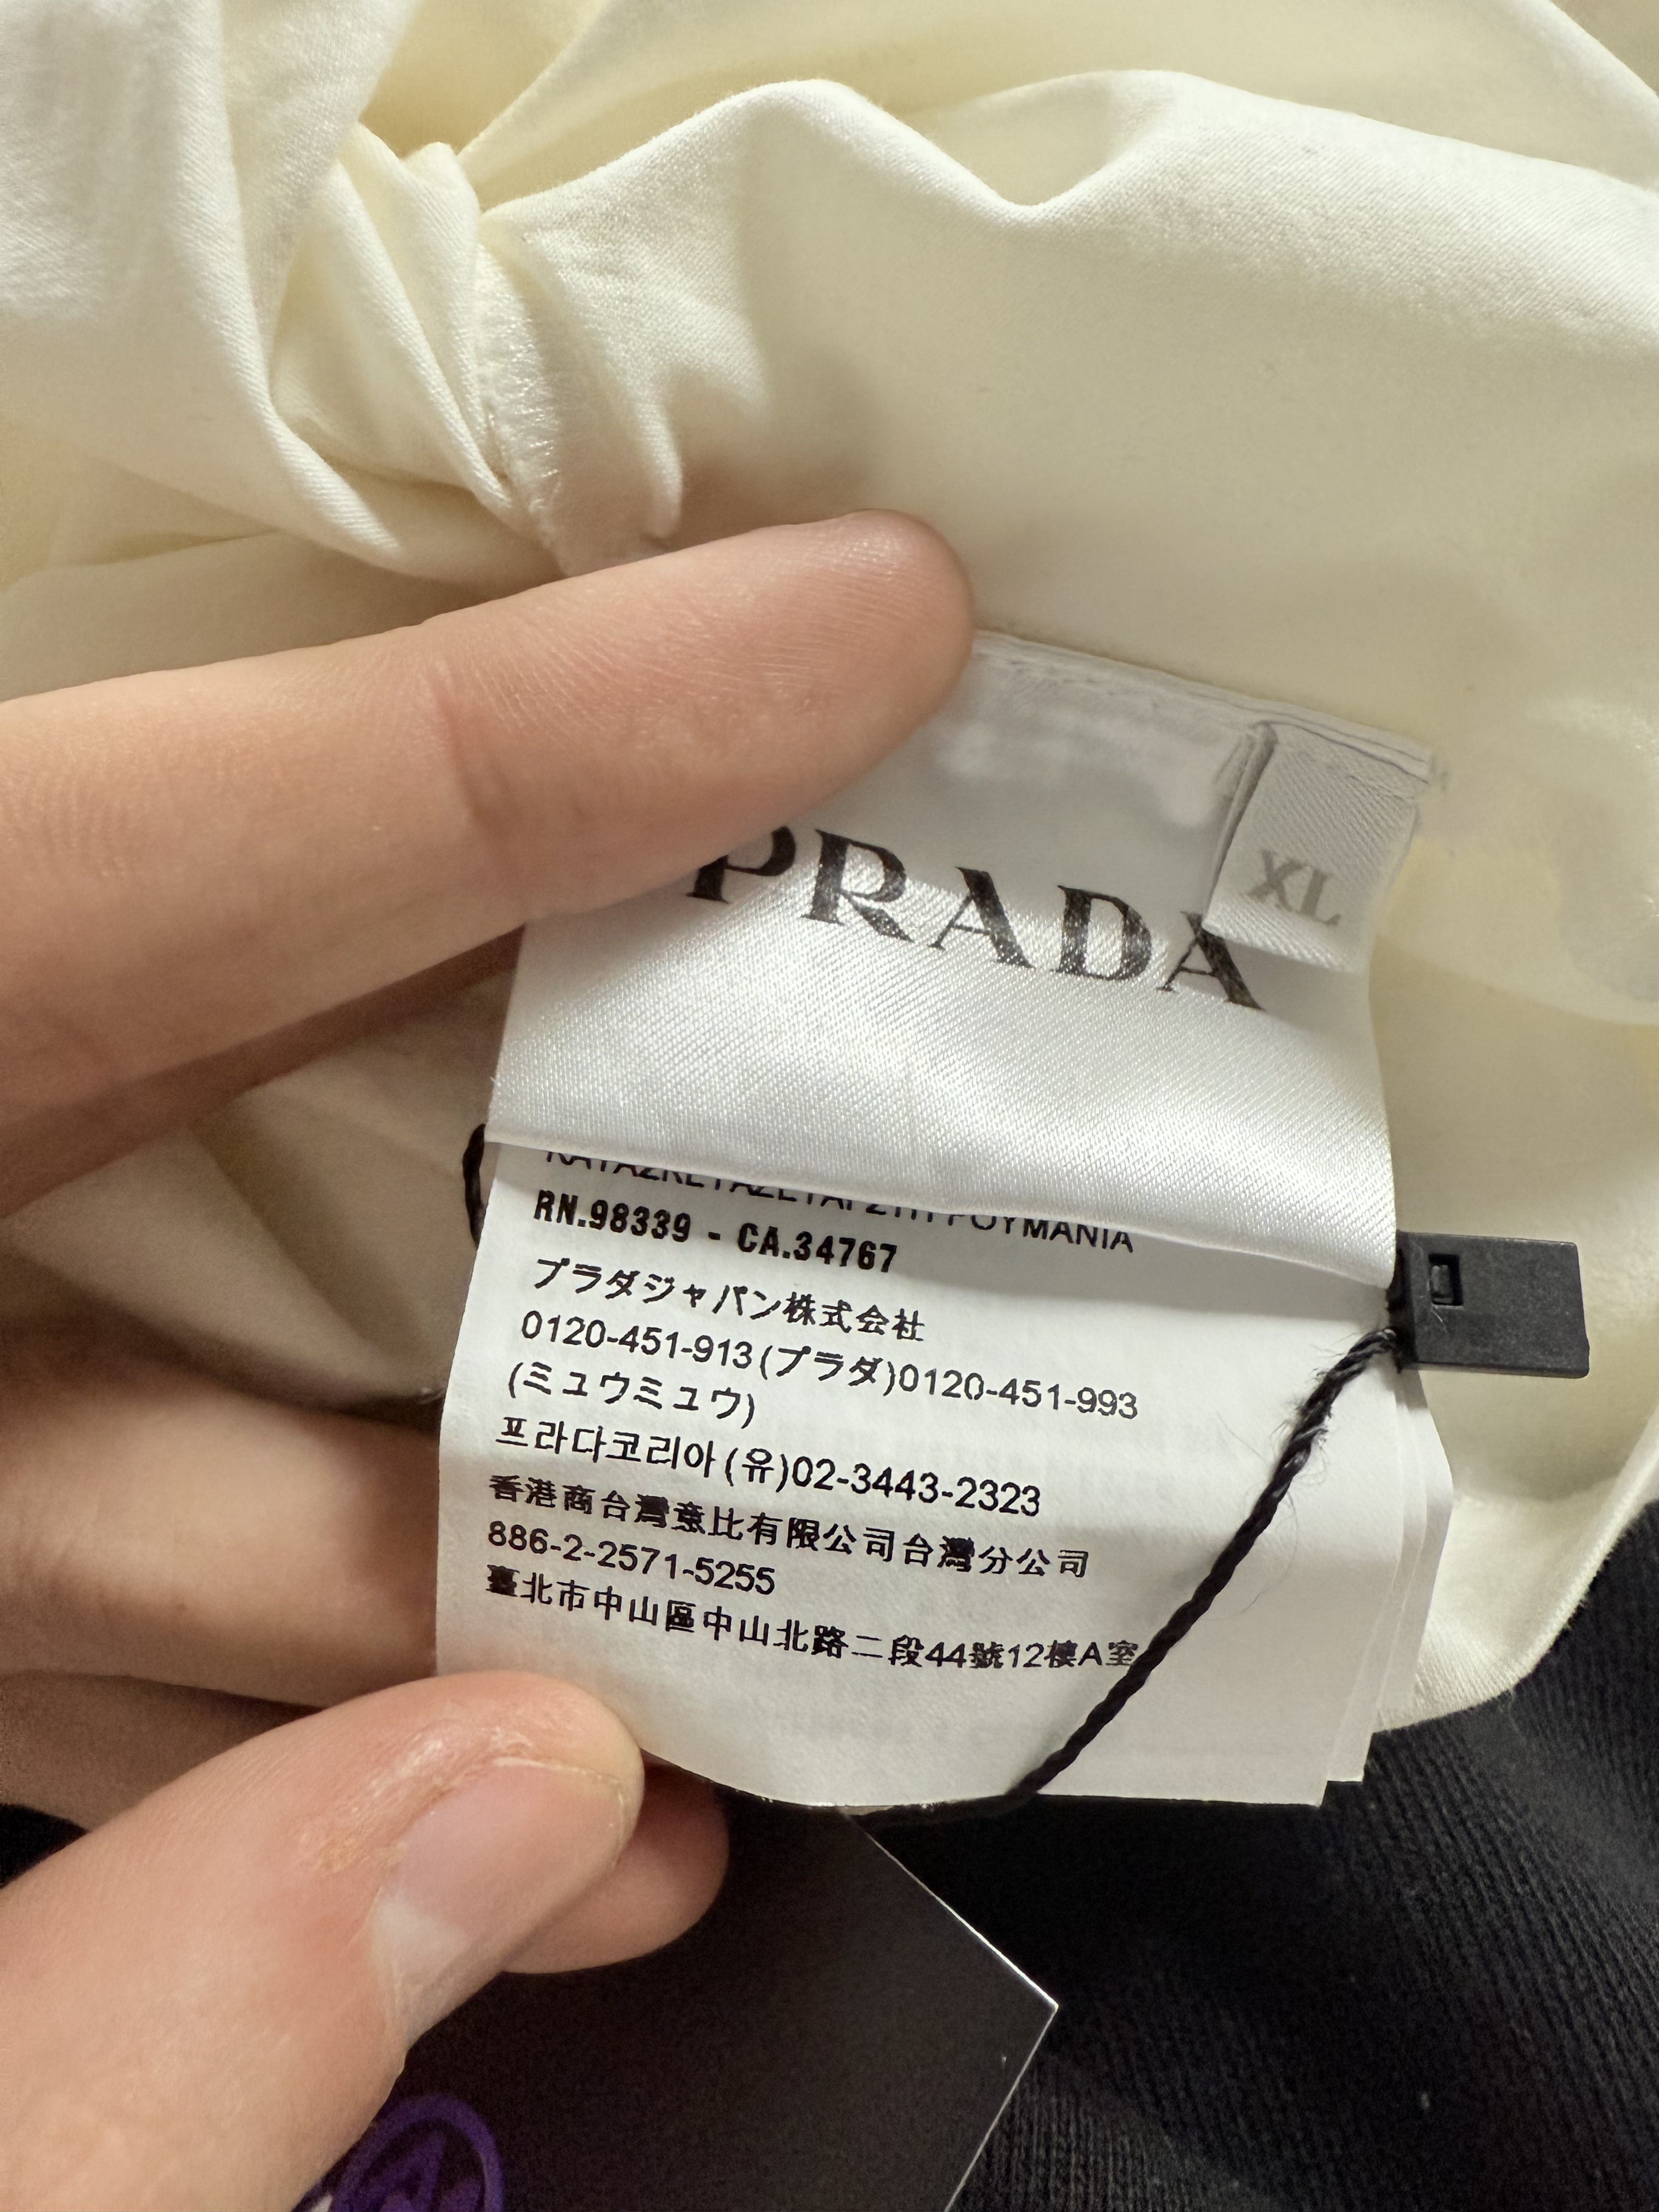 PRADA
XL
RN.98339 - CA.34767
プラダジャパン株式会社
0120-451-913(プラダ)0120-451-993
(ミュウミュウ)
프라다코리아(유)02-3443-2323
香港商台灣意比有限公司台灣分公司
886-2-2571-5255
臺北市中山區中山北路二段44號12樓A室